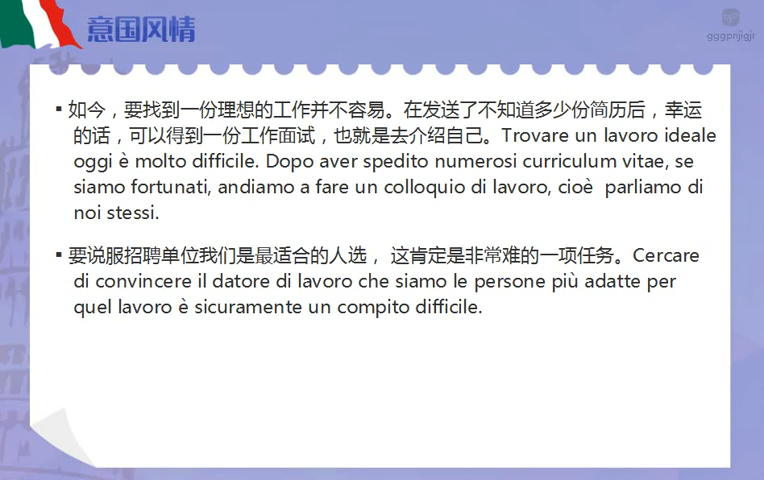 意国风情
gggpnjigjr
▪ 如今，要找到一份理想的工作并不容易。在发送了不知道多少份简历后，幸运
的话，可以得到一份工作面试，也就是去介绍自己。Trovare un lavoro ideale
oggi è molto difficile. Dopo aver spedito numerosi curriculum vitae, se
siamo fortunati, andiamo a fare un colloquio di lavoro, cioè  parliamo di
noi stessi.
▪ 要说服招聘单位我们是最适合的人选， 这肯定是非常难的一项任务。Cercare
di convincere il datore di lavoro che siamo le persone più adatte per
quel lavoro è sicuramente un compito difficile.